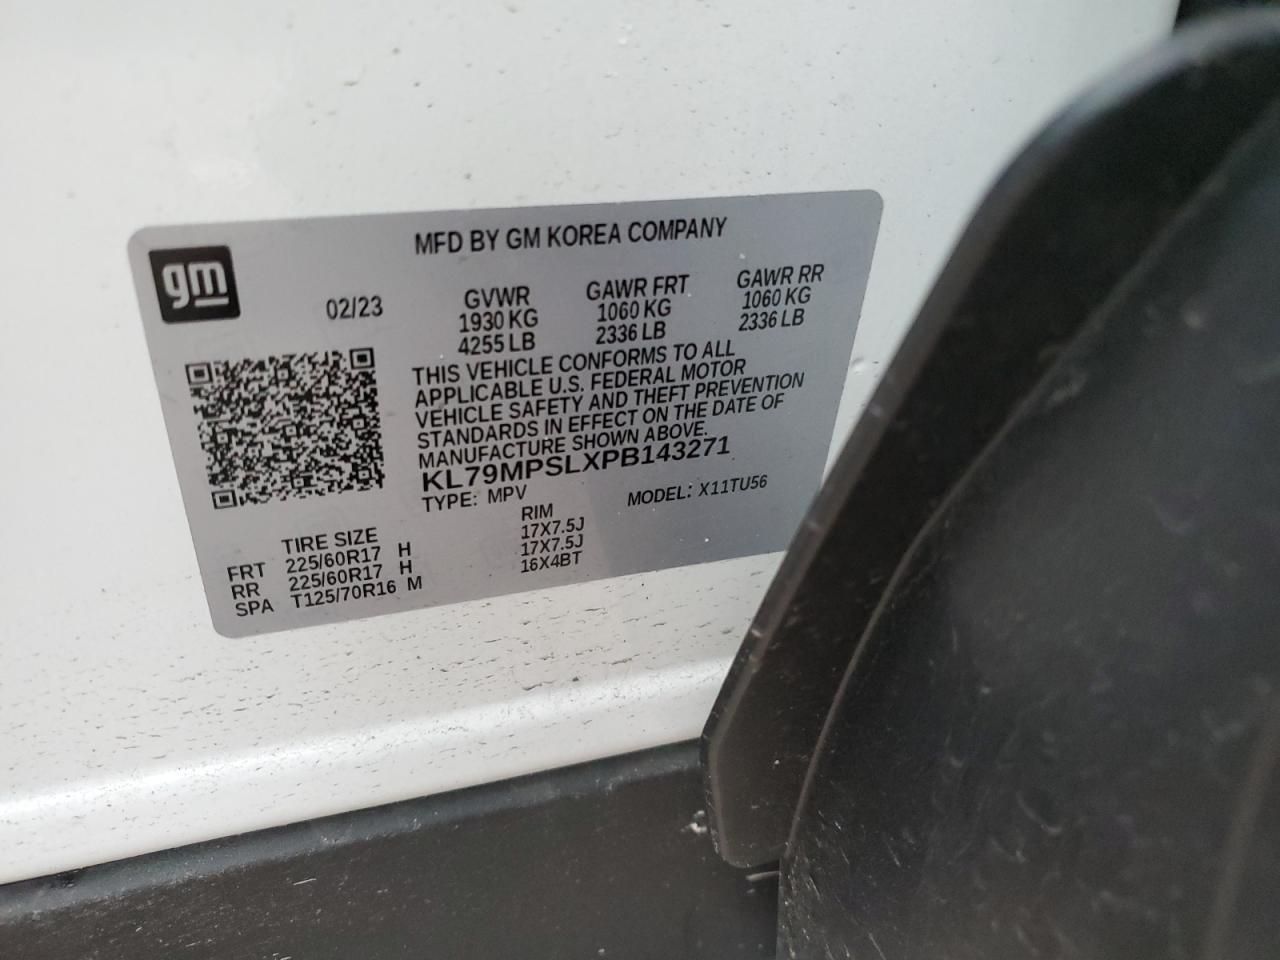 MFD BY GM KOREA COMPANY
gm
02/23
GVWR GAWR FRT GAWR RR
1930 KG 1060 KG 1060 KG
4255 LB 2336 LB 2336 LB
THIS VEHICLE CONFORMS TO ALL
APPLICABLE U.S. FEDERAL MOTOR
VEHICLE SAFETY AND THEFT PREVENTION
STANDARDS IN EFFECT ON THE DATE OF
MANUFACTURE SHOWN ABOVE.
KL79MPSLXPB143271
TYPE: MPV MODEL: X11TU56
TIRE SIZE RIM
FRT 225/60R17 H 17X7.5J
RR 225/60R17 H 17X7.5J
SPA T125/70R16 M 16X4BT